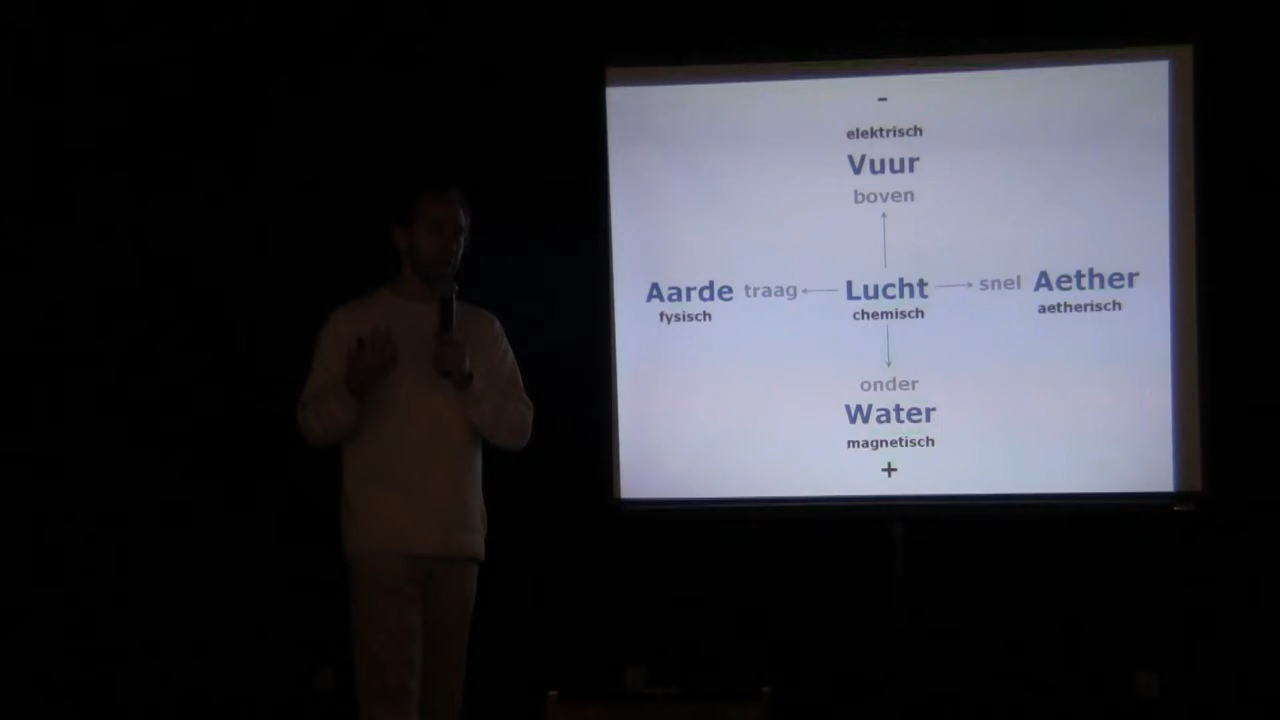 -
elektrisch
Vuur
boven
Aarde traag Lucht snel Aether
fysisch chemisch aetherisch
onder
Water
magnetisch
+